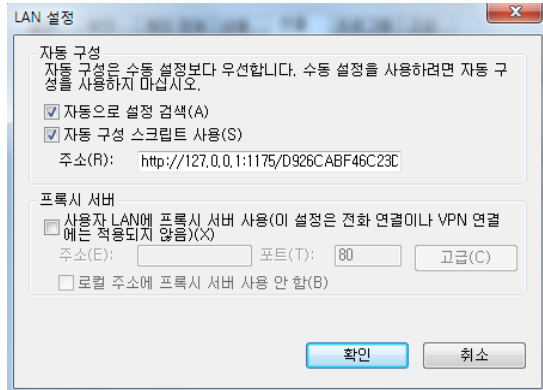 LAN 설정
자동 구성
자동 구성은 수동 설정보다 우선합니다. 수동 설정을 사용하려면 자동 구
성을 사용하지 마십시오.
자동으로 설정 검색(A)
자동 구성 스크립트 사용(S)
주소(R): http://127.0.0.1:1175/D926CABF46C23D
프록시 서버
사용자 LAN에 프록시 서버 사용(이 설정은 전화 연결이나 VPN 연결
에는 적용되지 않음)(X)
주소(E): 포트(T): 80 고급(C)
로컬 주소에 프록시 서버 사용 안 함(B)
확인 취소